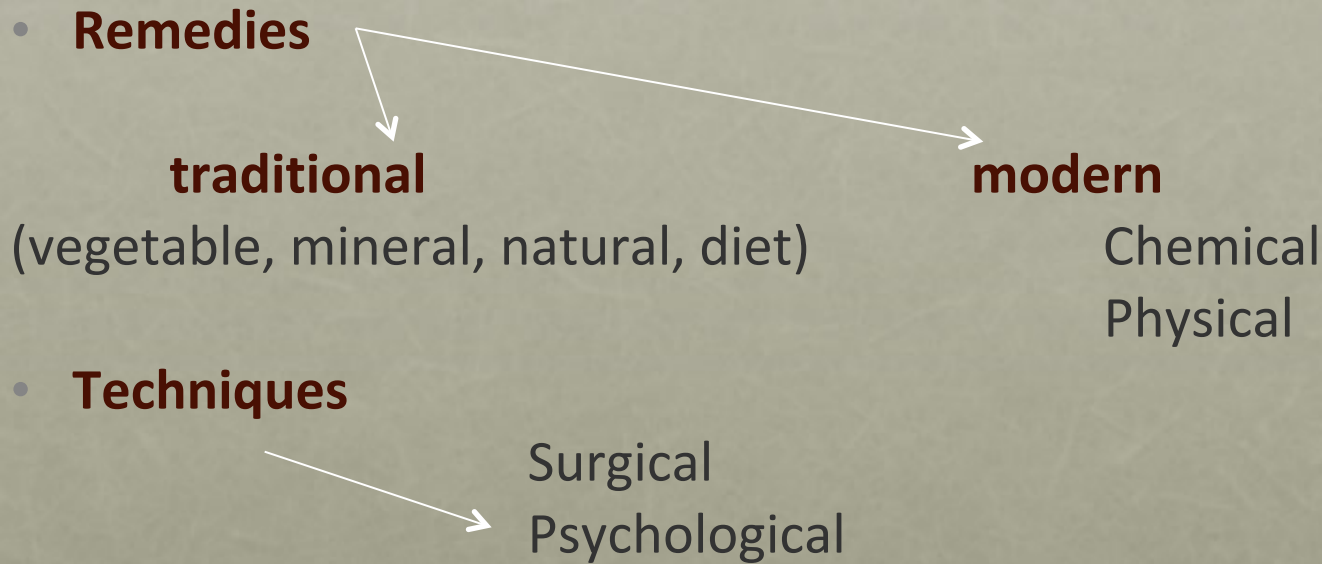 • Remedies
traditional modern
(vegetable, mineral, natural, diet) Chemical
Physical
• Techniques
Surgical
Psychological